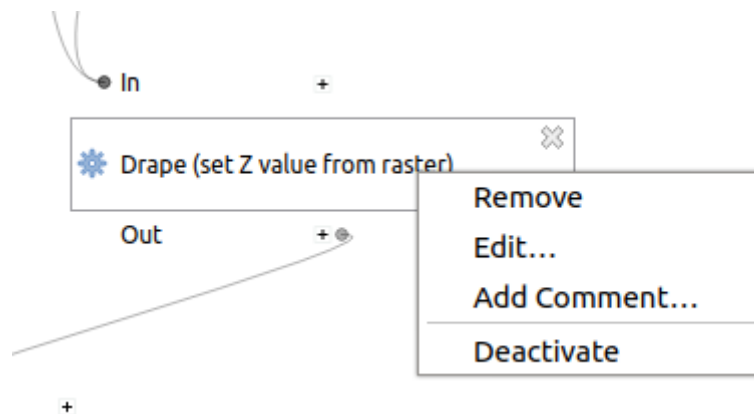 In
Drape (set Z value from raster)
Out
Remove
Edit...
Add Comment...
Deactivate